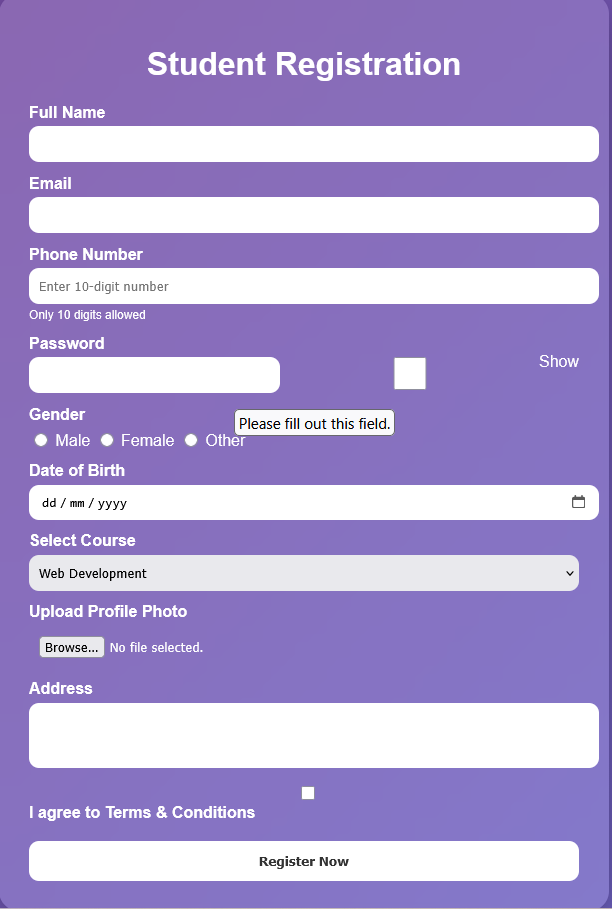 Student Registration
Full Name
Email
Phone Number
Enter 10-digit number
Only 10 digits allowed
Password
Show
Gender
Please fill out this field.
Male Female Other
Date of Birth
dd / mm / yyyy
Select Course
Web Development
Upload Profile Photo
Browse... No file selected.
Address
I agree to Terms & Conditions
Register Now